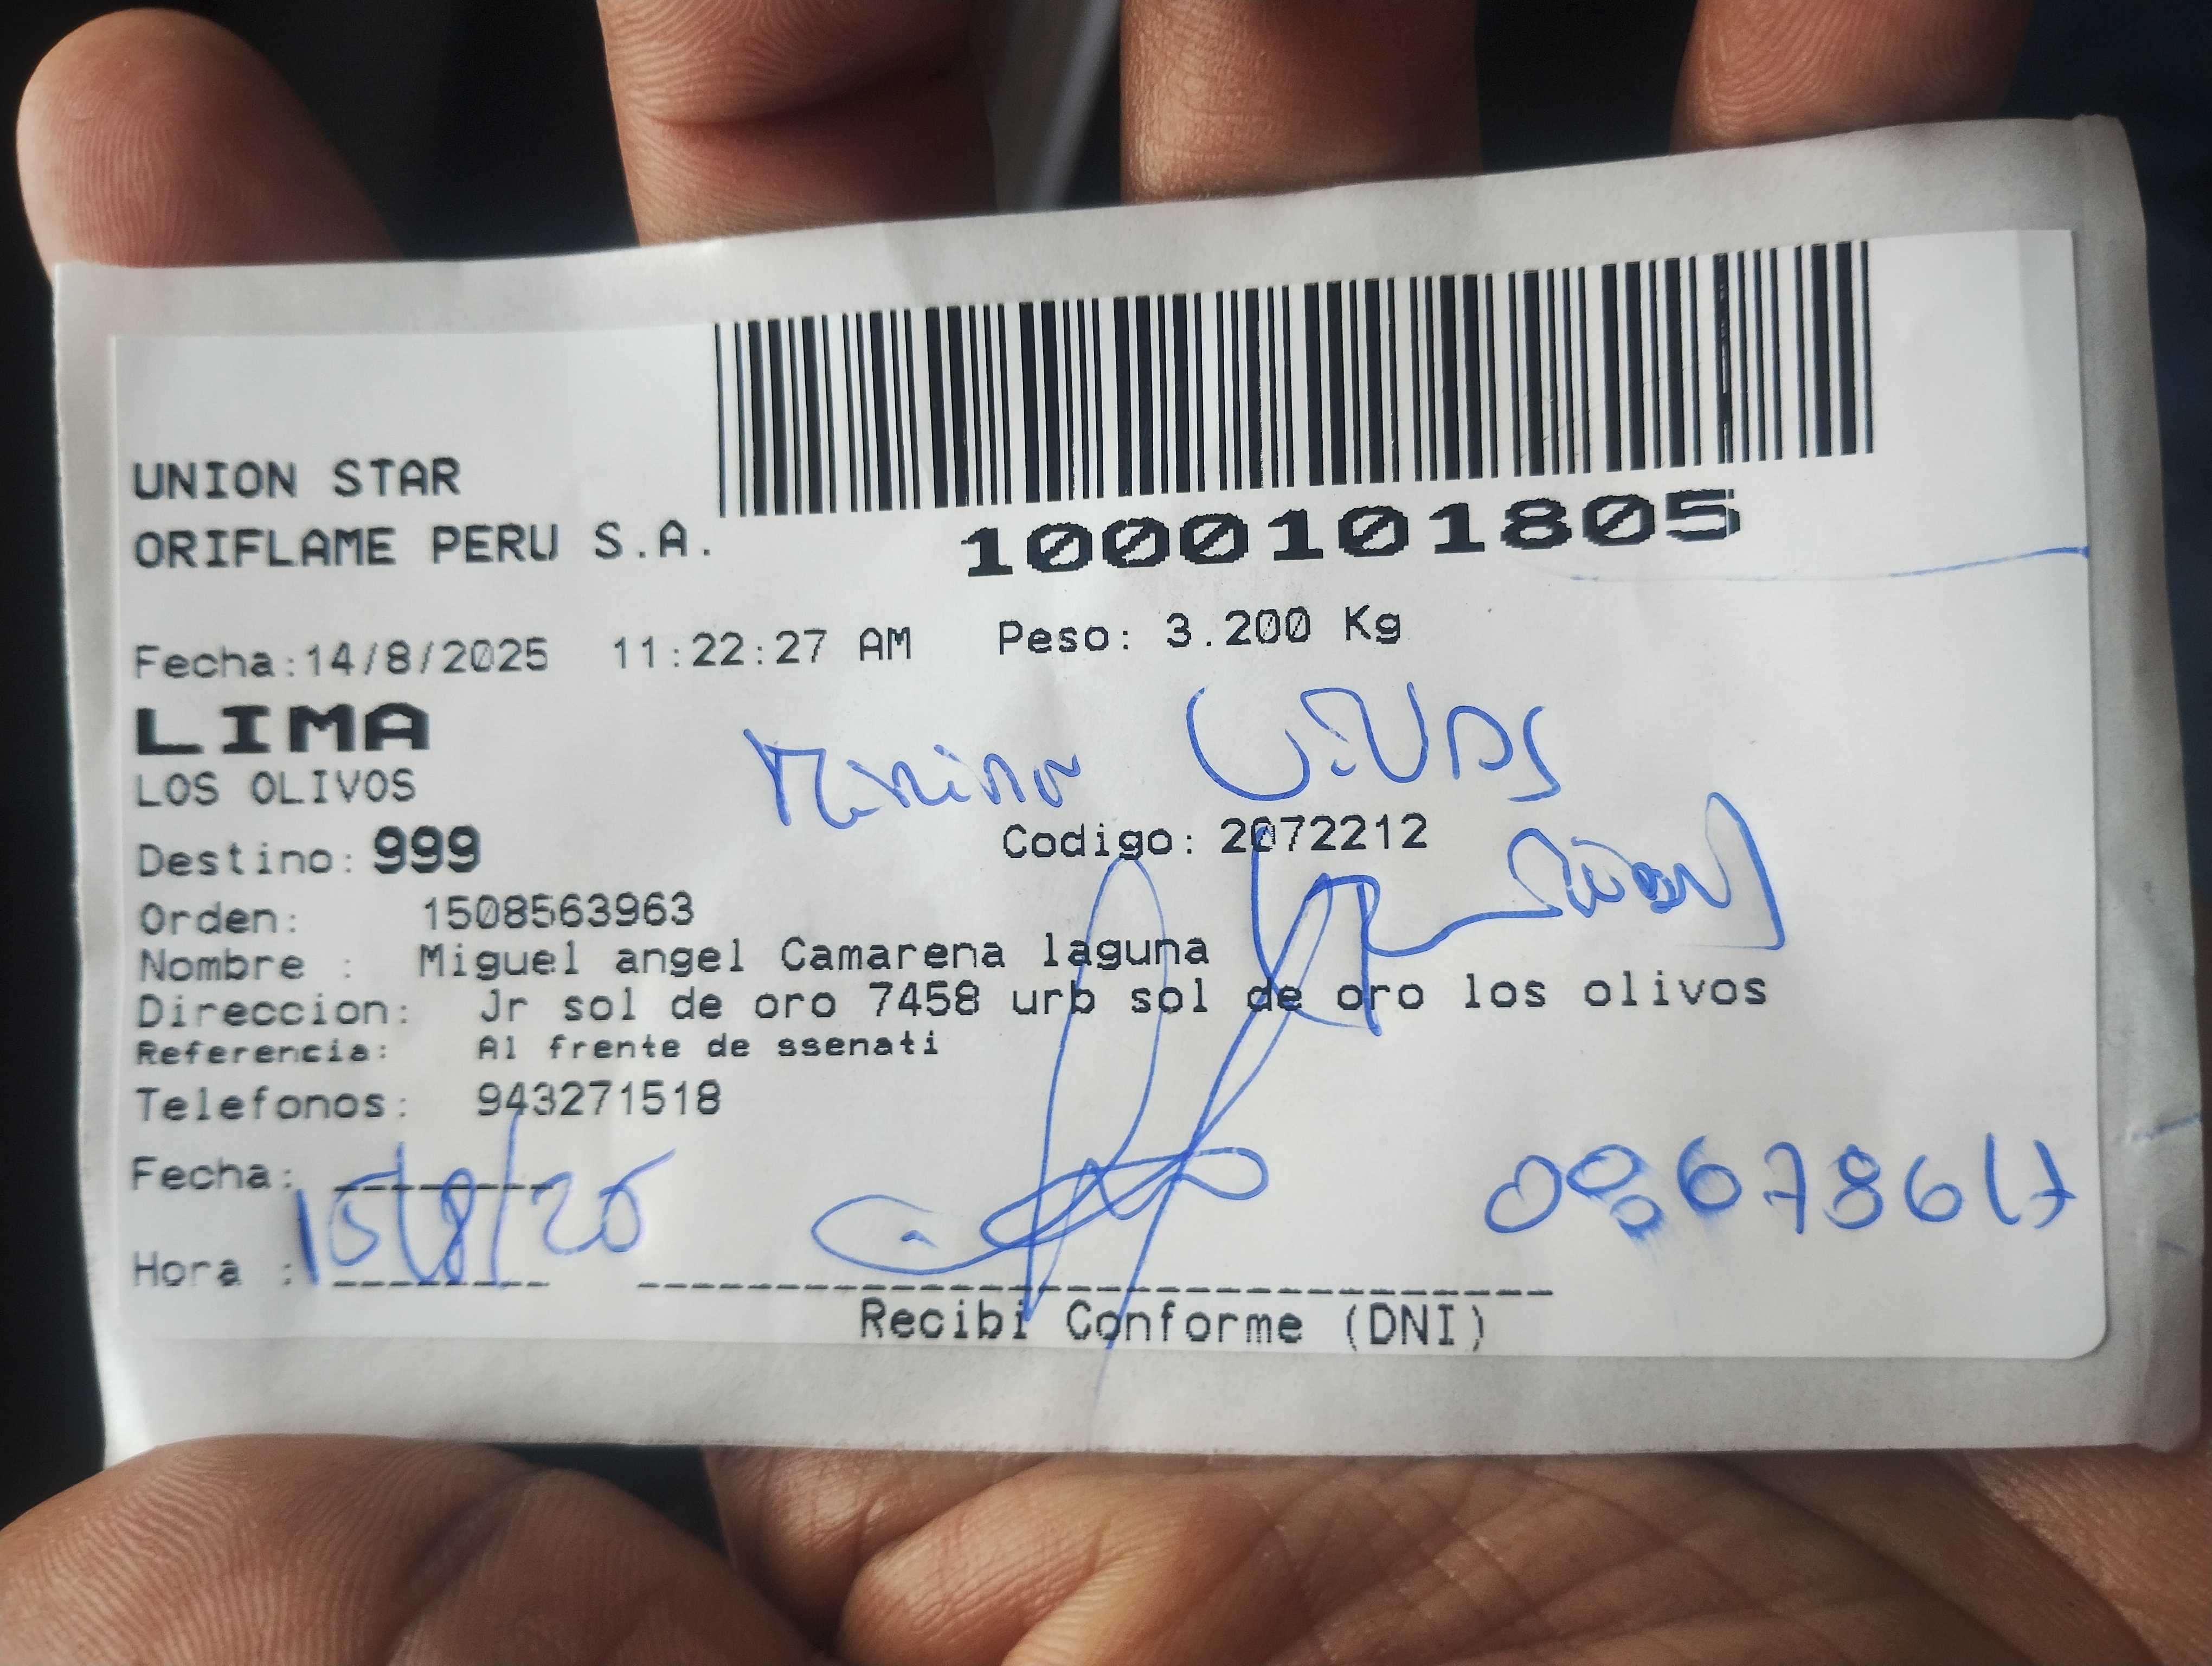 UNION STAR
ORIFLAME PERU S.A.
1000101805
Fecha:14/8/2025 11:22:27 AM Peso: 3.200 Kg
LIMA
LOS OLIVOS
Destino: 999
Codigo: 2072212
Orden: 1508563963
Nombre : Miguel angel Camarena laguna
Direccion: Jr sol de oro 7458 urb sol de oro los olivos
Referencia: Al frente de ssenati
Telefonos: 943271518
Fecha: 15/8/25
Hora :
Recibi Conforme (DNI)